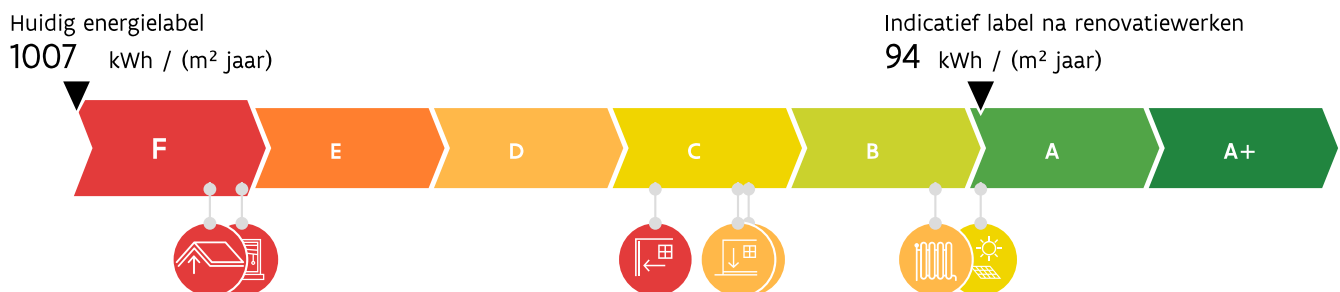 Huidig energielabel
1007 kWh / (m² jaar)
Indicatief label na renovatiewerken
94 kWh / (m² jaar)
F E D C B A A+